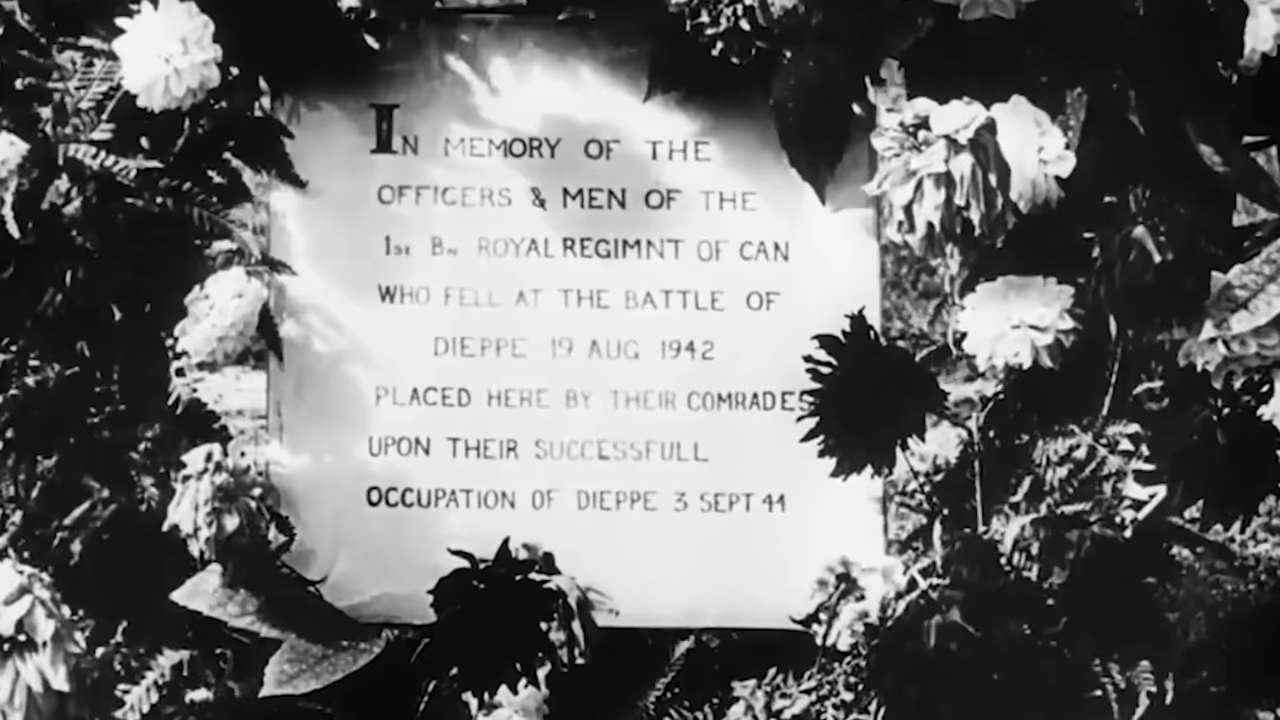 In MEMORY OF THE
OFFICERS & MEN OF THE
1st Bn ROYAL REGIMNT OF CAN
WHO FELL AT THE BATTLE OF
DIEPPE 19 AUG 1942
PLACED HERE BY THEIR COMRADES
UPON THEIR SUCCESSFULL
OCCUPATION OF DIEPPE 3 SEPT 44